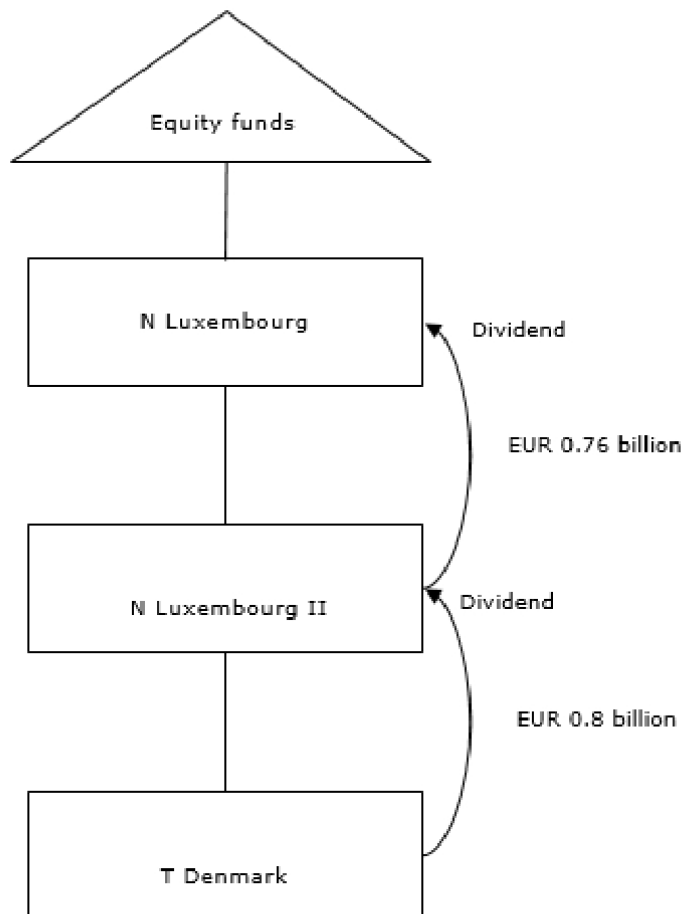 Equity funds
N Luxembourg
Dividend
EUR 0.76 billion
N Luxembourg II
Dividend
EUR 0.8 billion
T Denmark